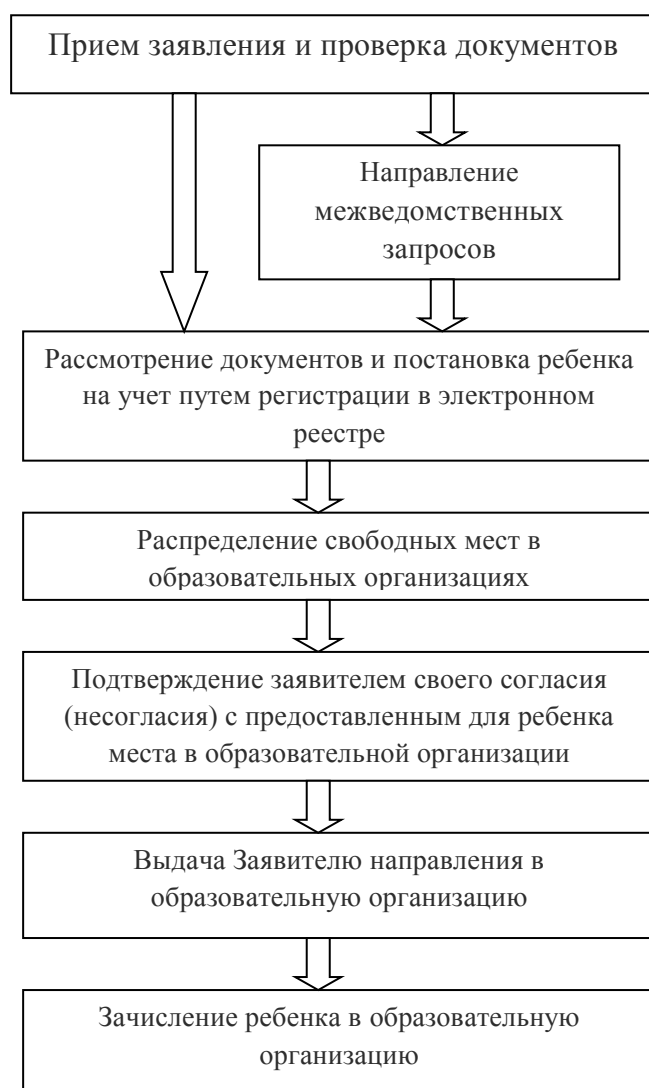 Прием заявления и проверка документов
Направление
межведомственных
запросов
Рассмотрение документов и постановка ребенка
на учет путем регистрации в электронном
реестре
Распределение свободных мест в
образовательных организациях
Подтверждение заявителем своего согласия
(несогласия) с предоставленным для ребенка
места в образовательной организации
Выдача Заявителю направления в
образовательную организацию
Зачисление ребенка в образовательную
организацию